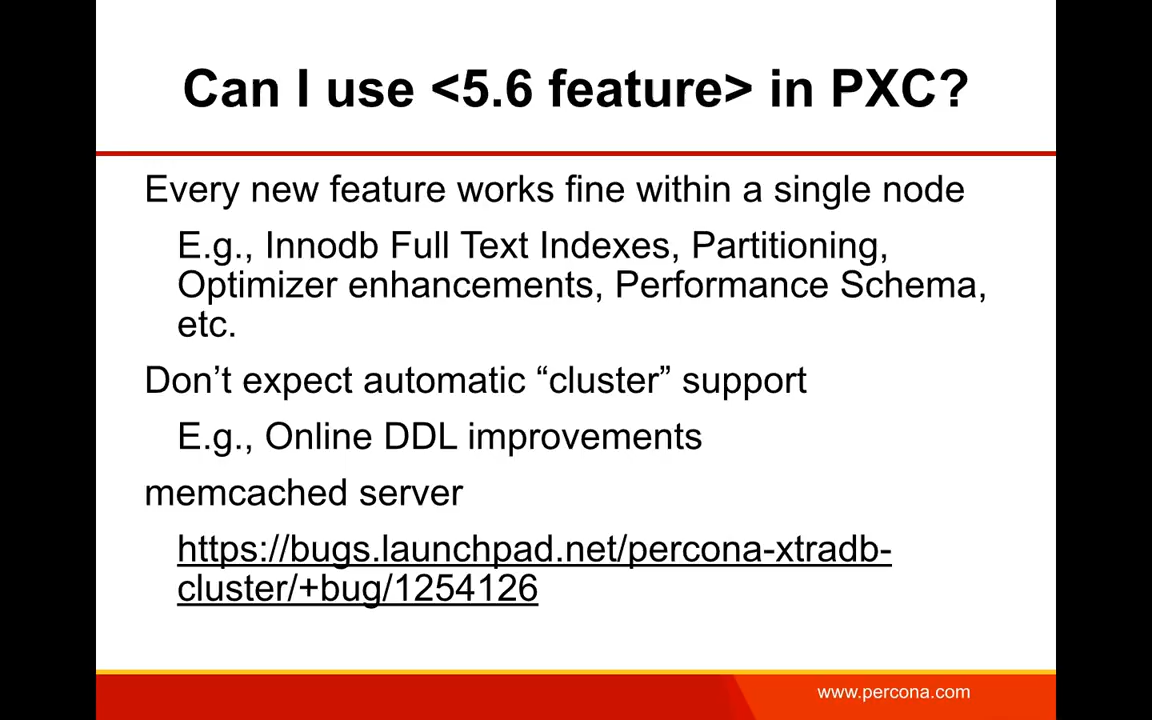 Can I use <5.6 feature> in PXC?
Every new feature works fine within a single node
E.g., Innodb Full Text Indexes, Partitioning,
Optimizer enhancements, Performance Schema,
etc.
Don’t expect automatic “cluster” support
E.g., Online DDL improvements
memcached server
https://bugs.launchpad.net/percona-xtradb-
cluster/+bug/1254126
www.percona.com